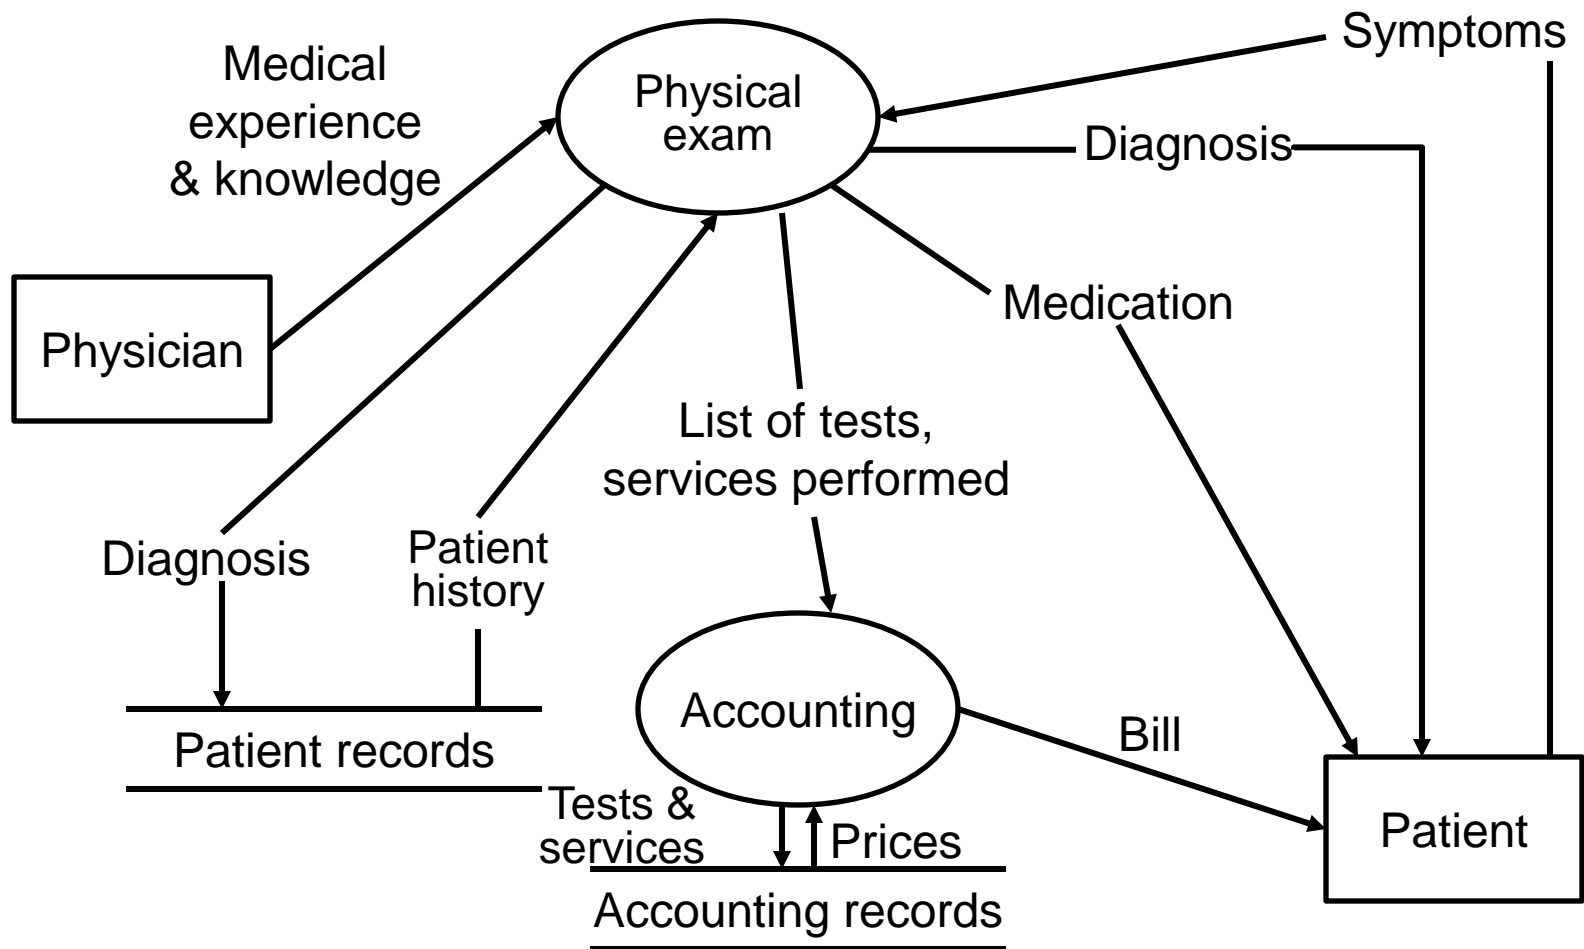 Symptoms
Medical
experience
& knowledge
Physical
exam
Diagnosis
Physician
Medication
List of tests,
services performed
Diagnosis
Patient
history
Patient records
Accounting
Bill
Tests &
services
Prices
Patient
Accounting records